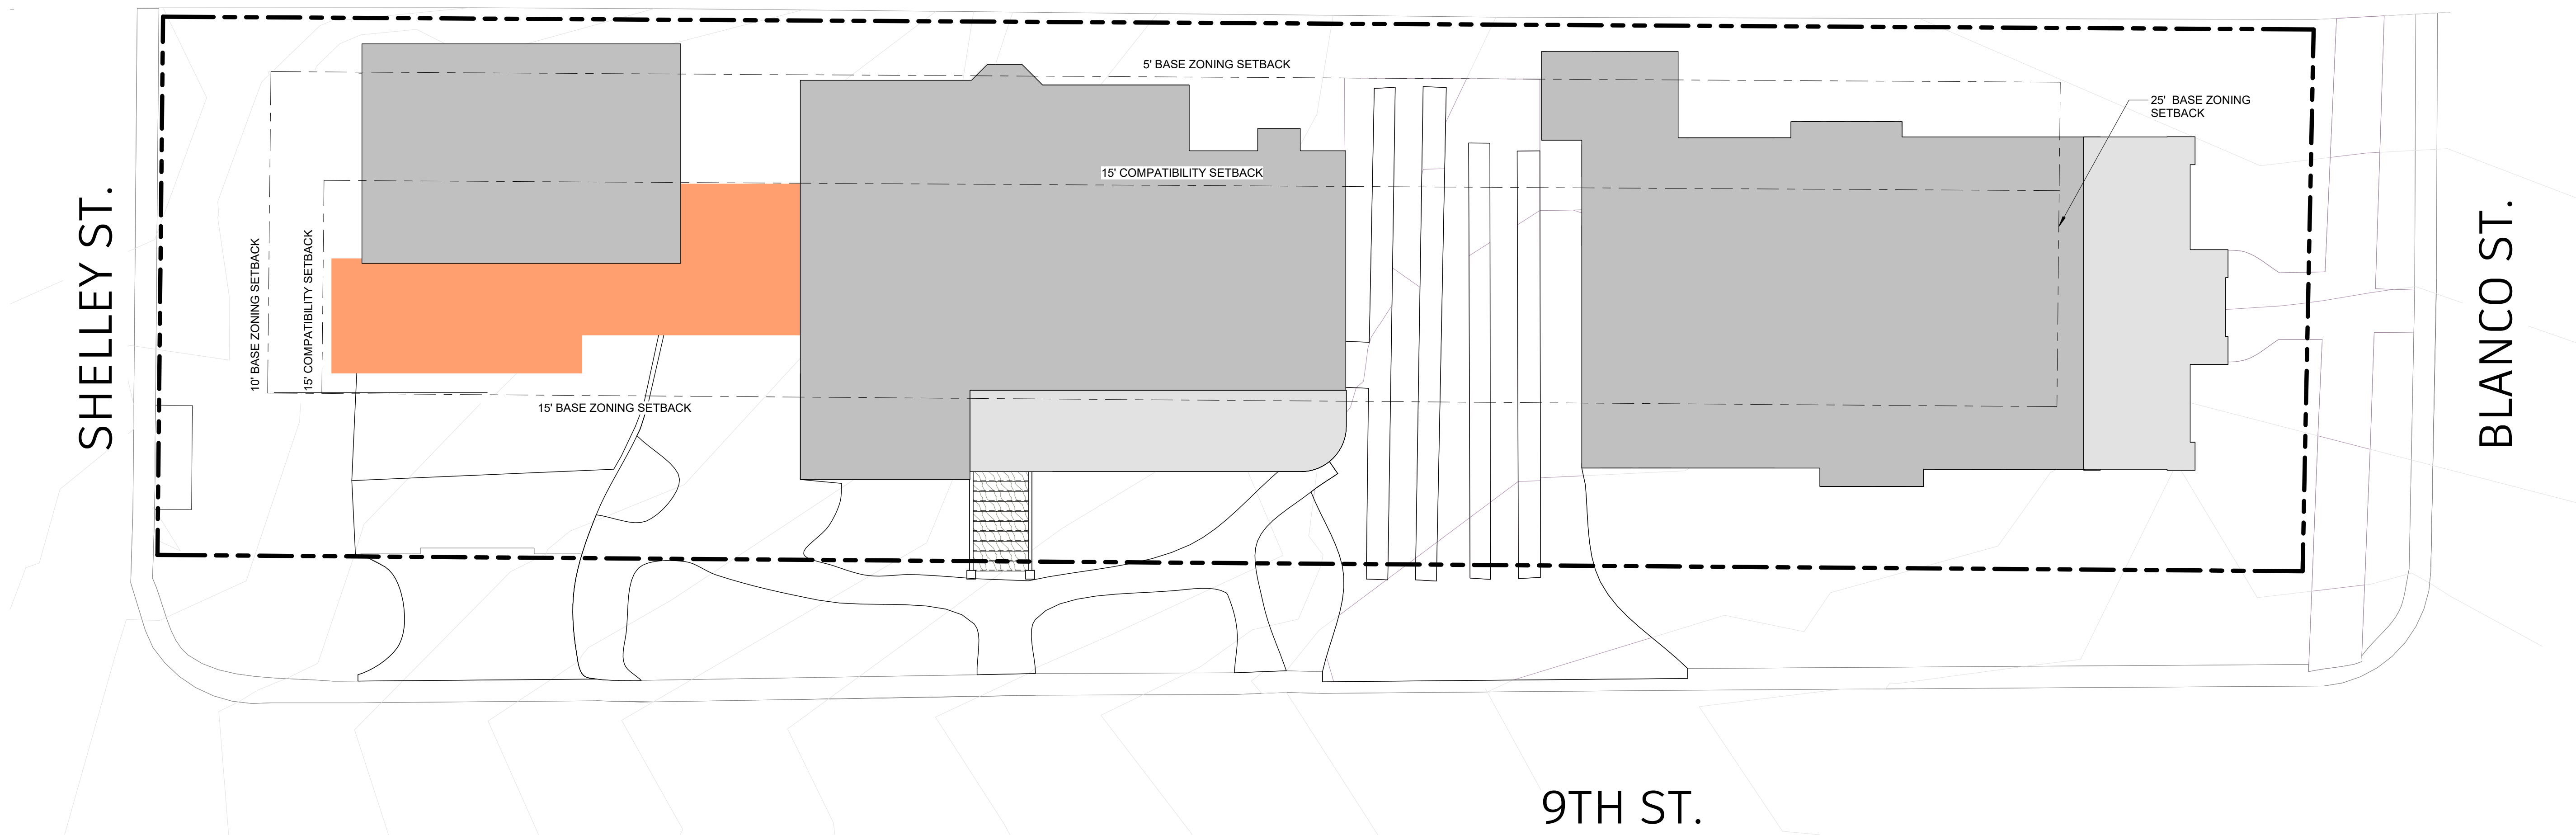 5' BASE ZONING SETBACK
25' BASE ZONING
SETBACK
15' COMPATIBILITY SETBACK
SHELLEY ST.
10' BASE ZONING SETBACK
15' COMPATIBILITY SETBACK
BLANCO ST.
15' BASE ZONING SETBACK
9TH ST.